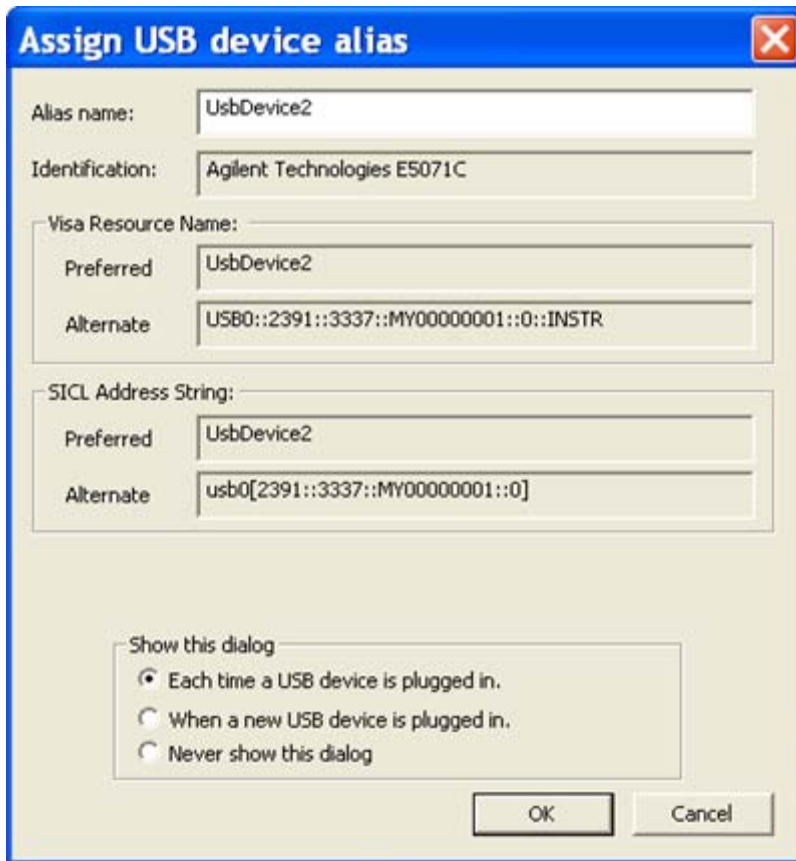 Assign USB device alias
Alias name: UsbDevice2
Identification: Agilent Technologies E5071C
Visa Resource Name:
Preferred UsbDevice2
Alternate USB0::2391::3337::MY00000001::0::INSTR
SICL Address String:
Preferred UsbDevice2
Alternate usb0[2391::3337::MY00000001::0]
Show this dialog
Each time a USB device is plugged in.
When a new USB device is plugged in.
Never show this dialog
OK Cancel